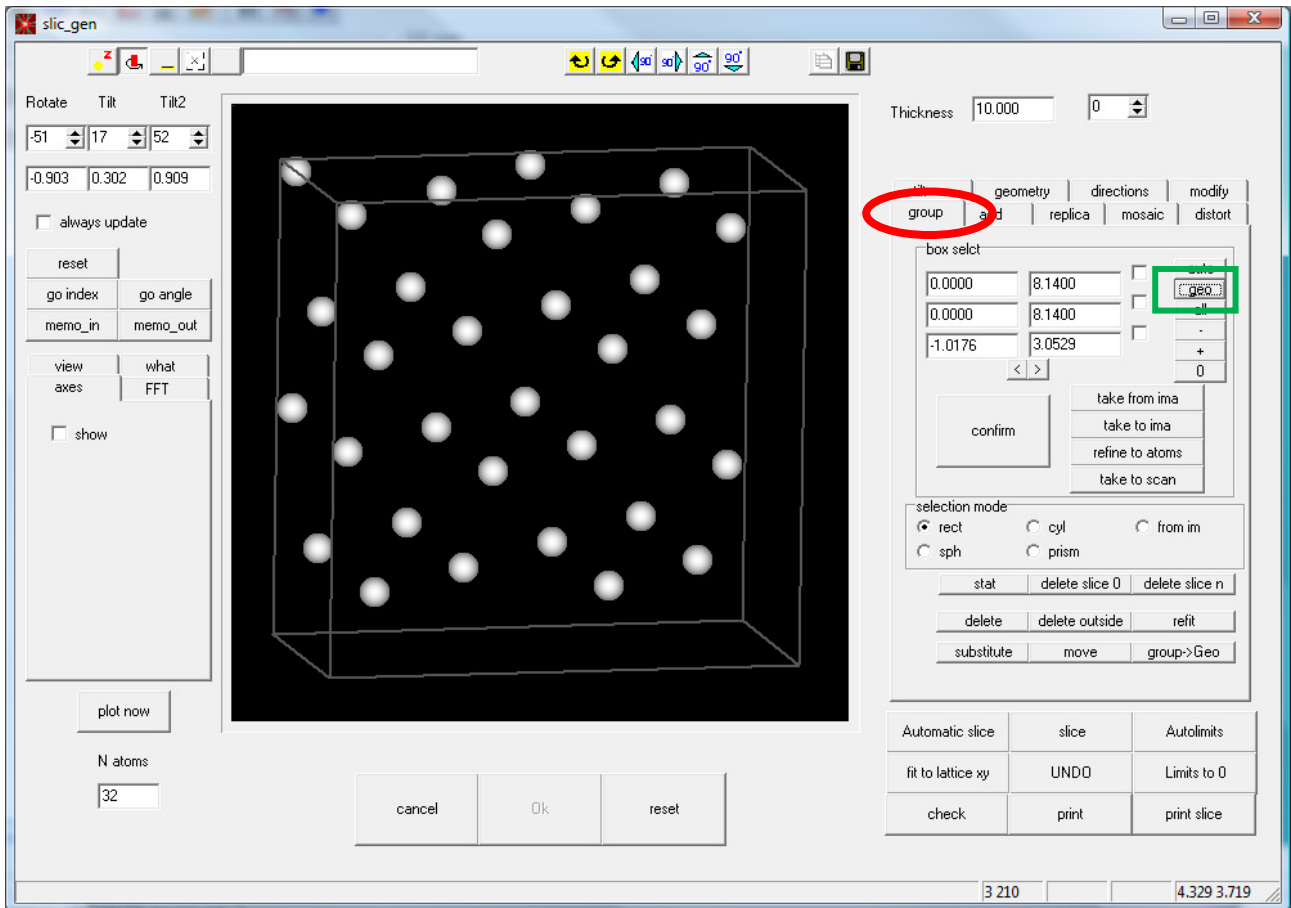 slic_gen
z
90 90 90° 90°
Rotate Tilt Tilt2
-51 17 52
-0.903 0.302 0.909
always update
reset
go index go angle
memo_in memo_out
view what
axes FFT
show
plot now
N atoms
32
cancel Ok reset
Thickness 10.000 0
geometry directions modify
group replica mosaic distort
box selct
0.0000 8.1400
geo
0.0000 8.1400
all
-
-1.0176 3.0529
+
< >
0
take from ima
confirm
take to ima
refine to atoms
take to scan
selection mode
rect cyl from im
sph prism
stat delete slice 0 delete slice n
delete delete outside refit
substitute move group->Geo
Automatic slice slice Autolimits
fit to lattice xy UNDO Limits to 0
check print print slice
3 210 4.329 3.719